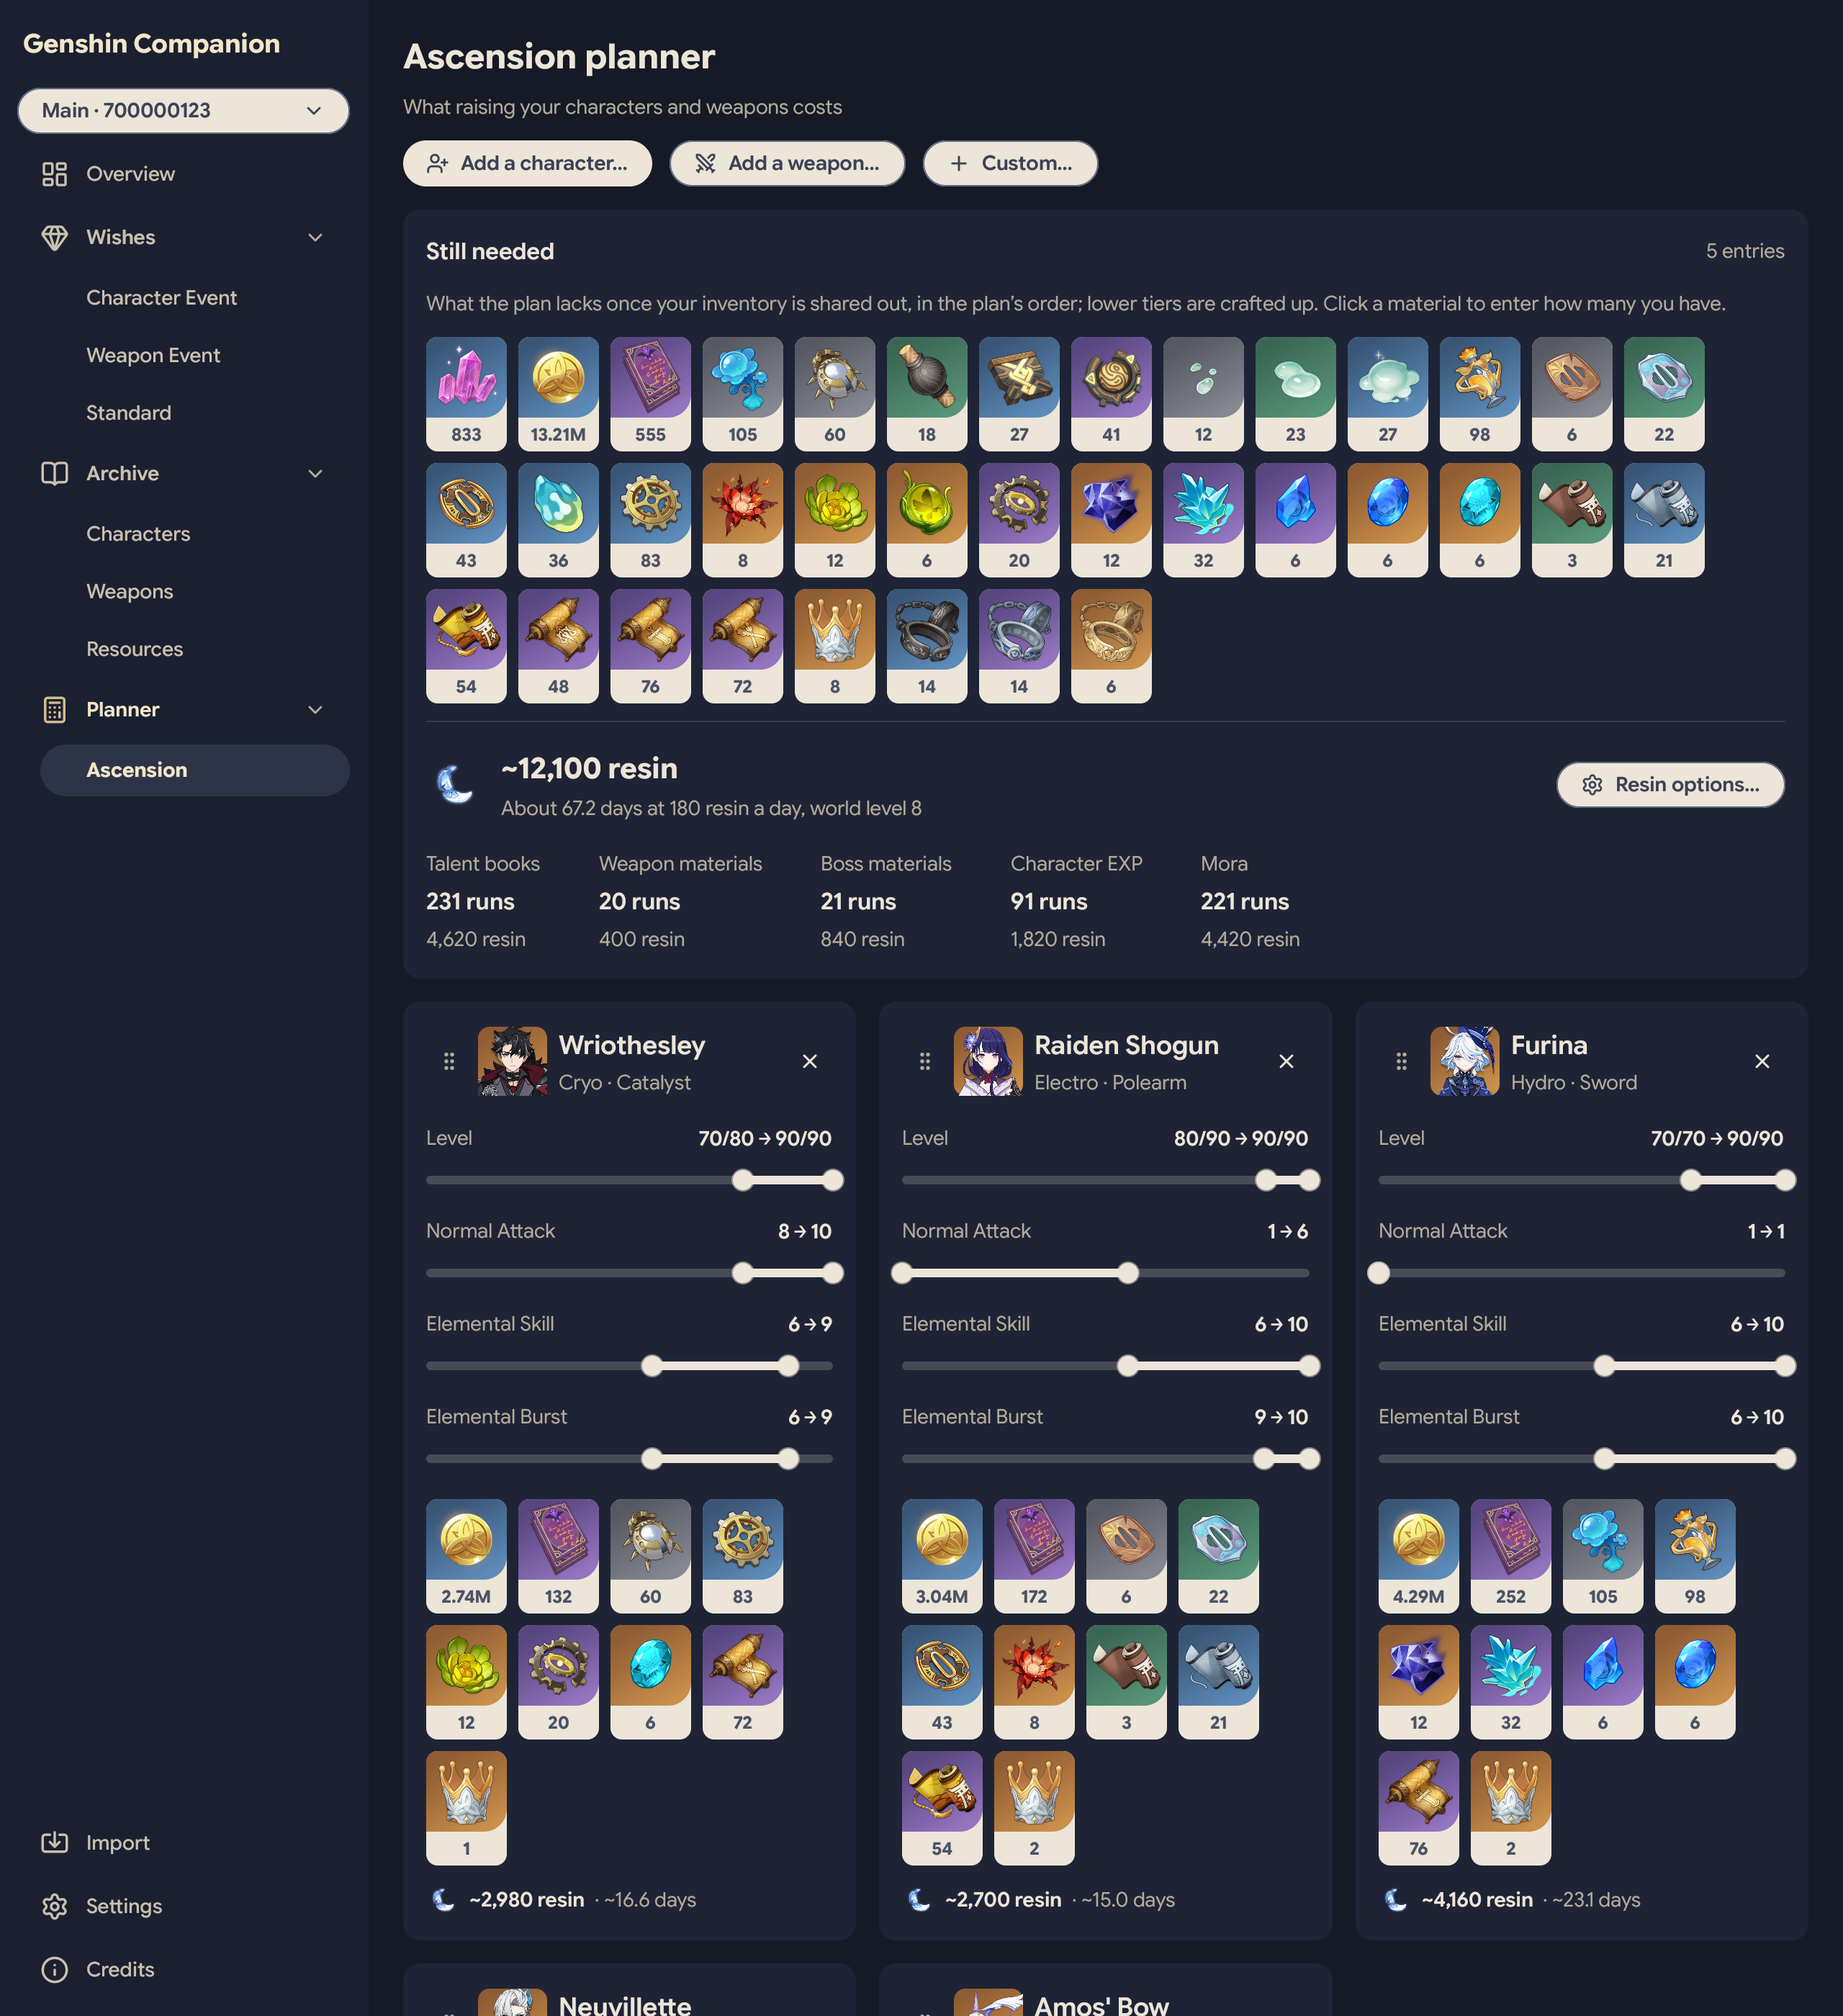 Genshin Companion
Main · 700000123
Overview
Wishes
Character Event
Weapon Event
Standard
Archive
Characters
Weapons
Resources
Planner
Ascension
Import
Settings
Credits
Ascension planner
What raising your characters and weapons costs
Add a character...
Add a weapon...
Custom...
Still needed
5 entries
What the plan lacks once your inventory is shared out, in the plan’s order; lower tiers are crafted up. Click a material to enter how many you have.
833 13.21M 555 105 60 18 27 41 12 23 27 98 6 22
43 36 83 8 12 6 20 12 32 6 6 6 3 21
54 48 76 72 8 14 14 6
~12,100 resin
About 67.2 days at 180 resin a day, world level 8
Resin options...
Talent books Weapon materials Boss materials Character EXP Mora
231 runs 20 runs 21 runs 91 runs 221 runs
4,620 resin 400 resin 840 resin 1,820 resin 4,420 resin
Wriothesley
Cryo · Catalyst
Level 70/80 → 90/90
Normal Attack 8 → 10
Elemental Skill 6 → 9
Elemental Burst 6 → 9
2.74M 132 60 83
12 20 6 72
1
~2,980 resin · ~16.6 days
Raiden Shogun
Electro · Polearm
Level 80/90 → 90/90
Normal Attack 1 → 6
Elemental Skill 6 → 10
Elemental Burst 9 → 10
3.04M 172 6 22
43 8 3 21
54 2
~2,700 resin · ~15.0 days
Furina
Hydro · Sword
Level 70/70 → 90/90
Normal Attack 1 → 1
Elemental Skill 6 → 10
Elemental Burst 6 → 10
4.29M 252 105 98
12 32 6 6
76 2
~4,160 resin · ~23.1 days
Neuvillette
Amos' Bow